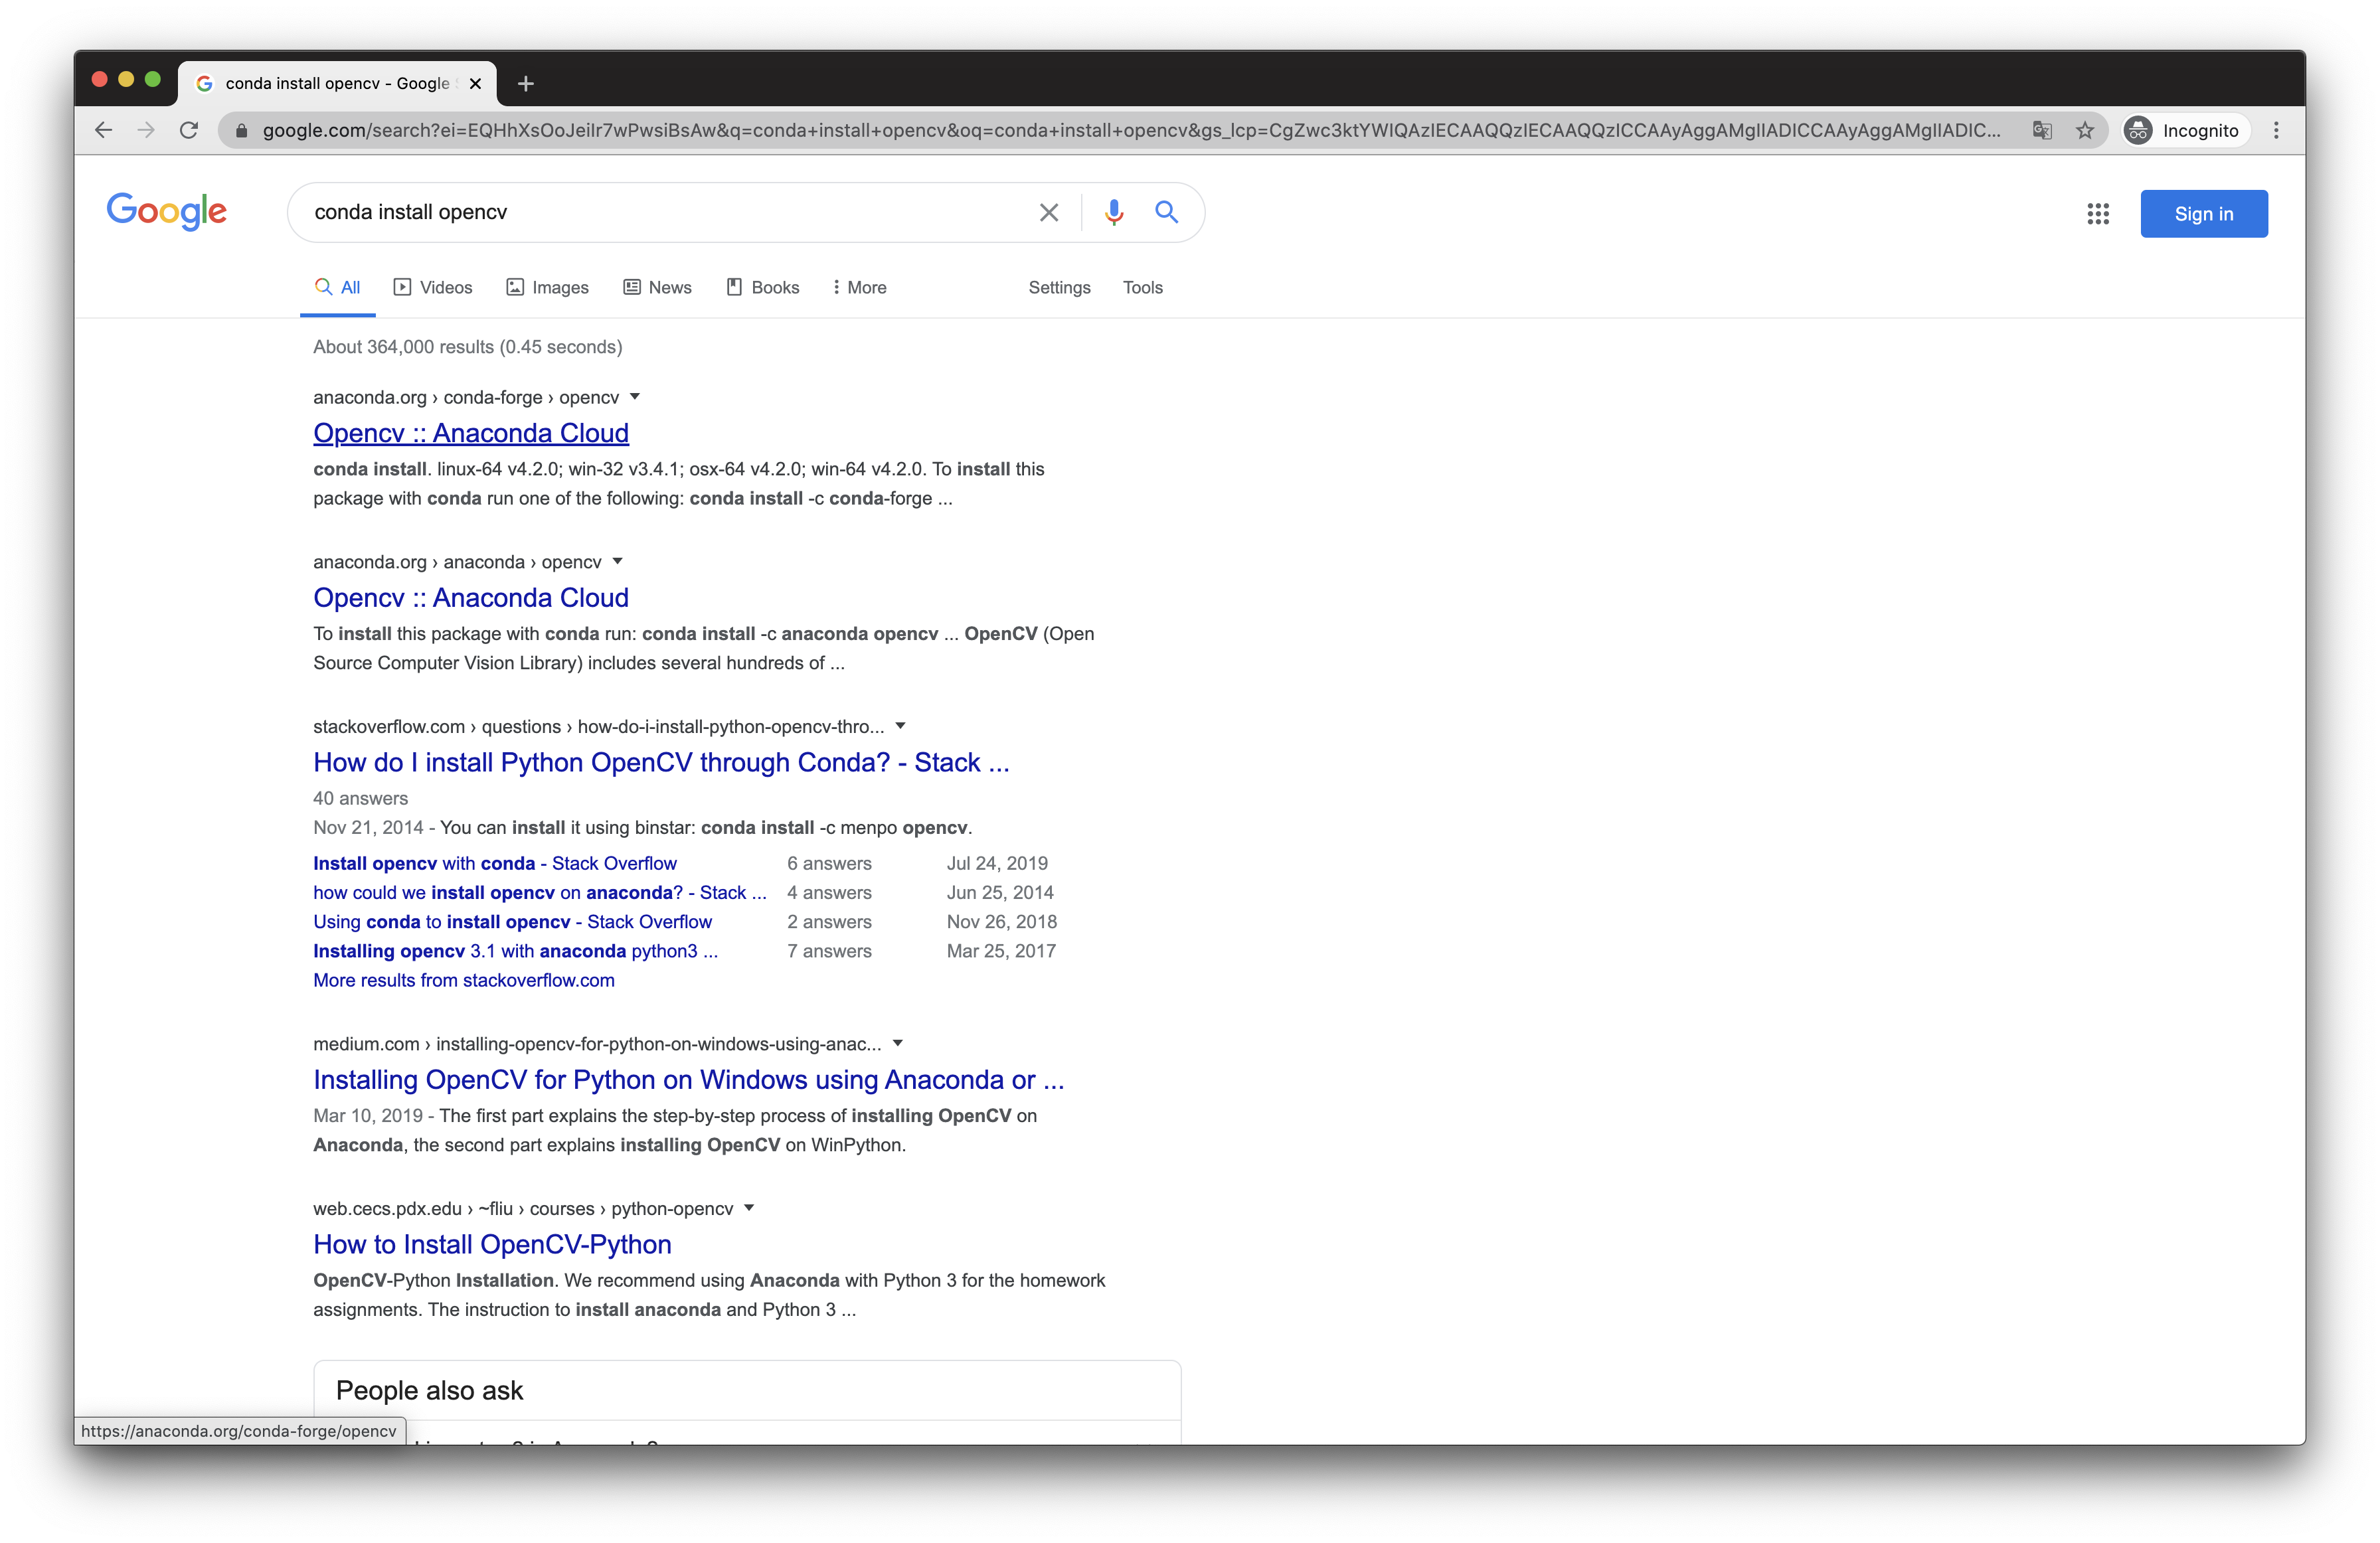 conda install opencv - Google
google.com/search?ei=EQHhXsOoJeilr7wPwsiBsAw&q=conda+install+opencv&oq=conda+install+opencv&gs_lcp=CgZwc3ktYWIQAzIECAAQQzIECAAQQzICCAAyAggAMgIIADICCAAyAggAMgIIADIC...
Incognito
Google
conda install opencv
Sign in
All
Videos
Images
News
Books
More
Settings
Tools
About 364,000 results (0.45 seconds)
anaconda.org › conda-forge › opencv
Opencv :: Anaconda Cloud
conda install. linux-64 v4.2.0; win-32 v3.4.1; osx-64 v4.2.0; win-64 v4.2.0. To install this
package with conda run one of the following: conda install -c conda-forge ...
anaconda.org › anaconda › opencv
Opencv :: Anaconda Cloud
To install this package with conda run: conda install -c anaconda opencv ... OpenCV (Open
Source Computer Vision Library) includes several hundreds of ...
stackoverflow.com › questions › how-do-i-install-python-opencv-thro...
How do I install Python OpenCV through Conda? - Stack ...
40 answers
Nov 21, 2014 - You can install it using binstar: conda install -c menpo opencv.
Install opencv with conda - Stack Overflow 6 answers Jul 24, 2019
how could we install opencv on anaconda? - Stack ... 4 answers Jun 25, 2014
Using conda to install opencv - Stack Overflow 2 answers Nov 26, 2018
Installing opencv 3.1 with anaconda python3 ... 7 answers Mar 25, 2017
More results from stackoverflow.com
medium.com › installing-opencv-for-python-on-windows-using-anac...
Installing OpenCV for Python on Windows using Anaconda or ...
Mar 10, 2019 - The first part explains the step-by-step process of installing OpenCV on
Anaconda, the second part explains installing OpenCV on WinPython.
web.cecs.pdx.edu › ~fliu › courses › python-opencv
How to Install OpenCV-Python
OpenCV-Python Installation. We recommend using Anaconda with Python 3 for the homework
assignments. The instruction to install anaconda and Python 3 ...
People also ask
https://anaconda.org/conda-forge/opencv